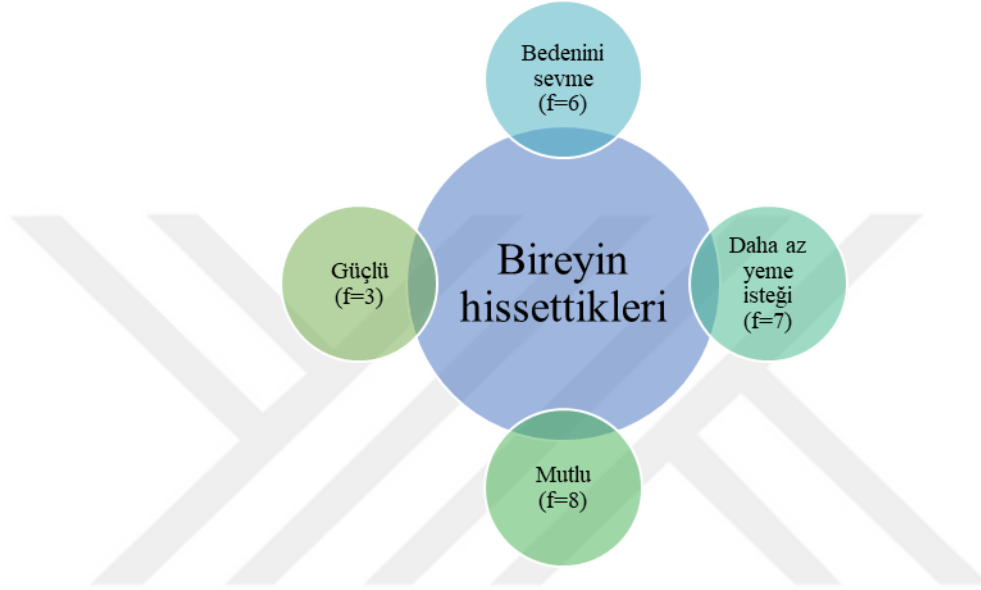 Bedenini
sevme
(f=6)
Güçlü
(f=3)
Bireyin
hissettikleri
Daha az
yeme
isteği
(f=7)
Mutlu
(f=8)